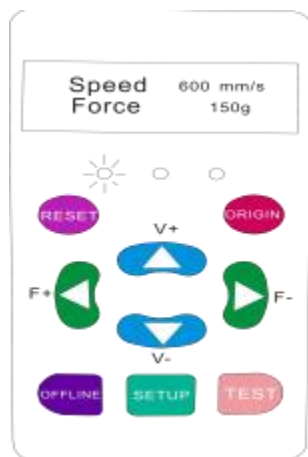 Speed 600 mm/s
Force 150g
RESET
ORIGIN
V+
F+
F-
V-
OFFLINE
SETUP
TEST